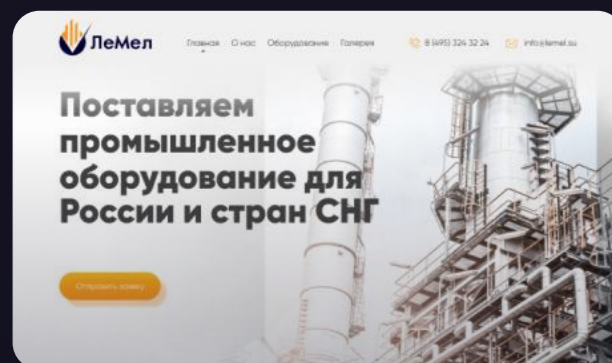 ЛеМел
Главная О нас Оборудование Галерея 8 (495) 324 32 24 info@lemel.su
Поставляем
промышленное
оборудование для
России и стран СНГ
Отправить заявку